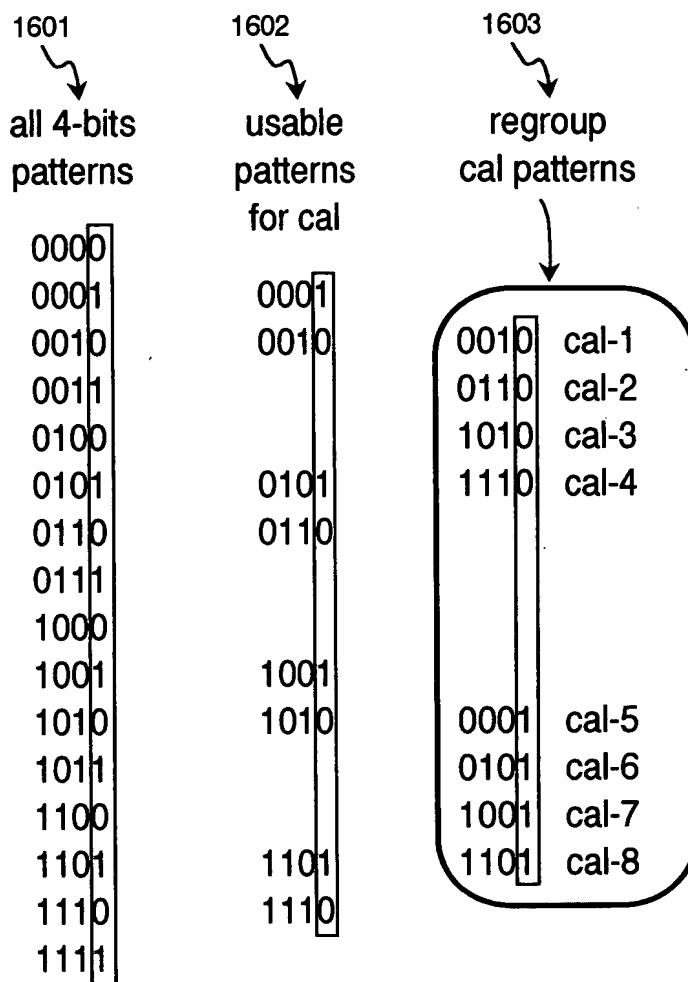 1601
all 4-bits
patterns
0000
0001
0010
0011
0100
0101
0110
0111
1000
1001
1010
1011
1100
1101
1110
1111
1602
usable
patterns
for cal
0001
0010
0101
0110
1001
1010
1101
1110
1603
regroup
cal patterns
0010 cal-1
0110 cal-2
1010 cal-3
1110 cal-4
0001 cal-5
0101 cal-6
1001 cal-7
1101 cal-8